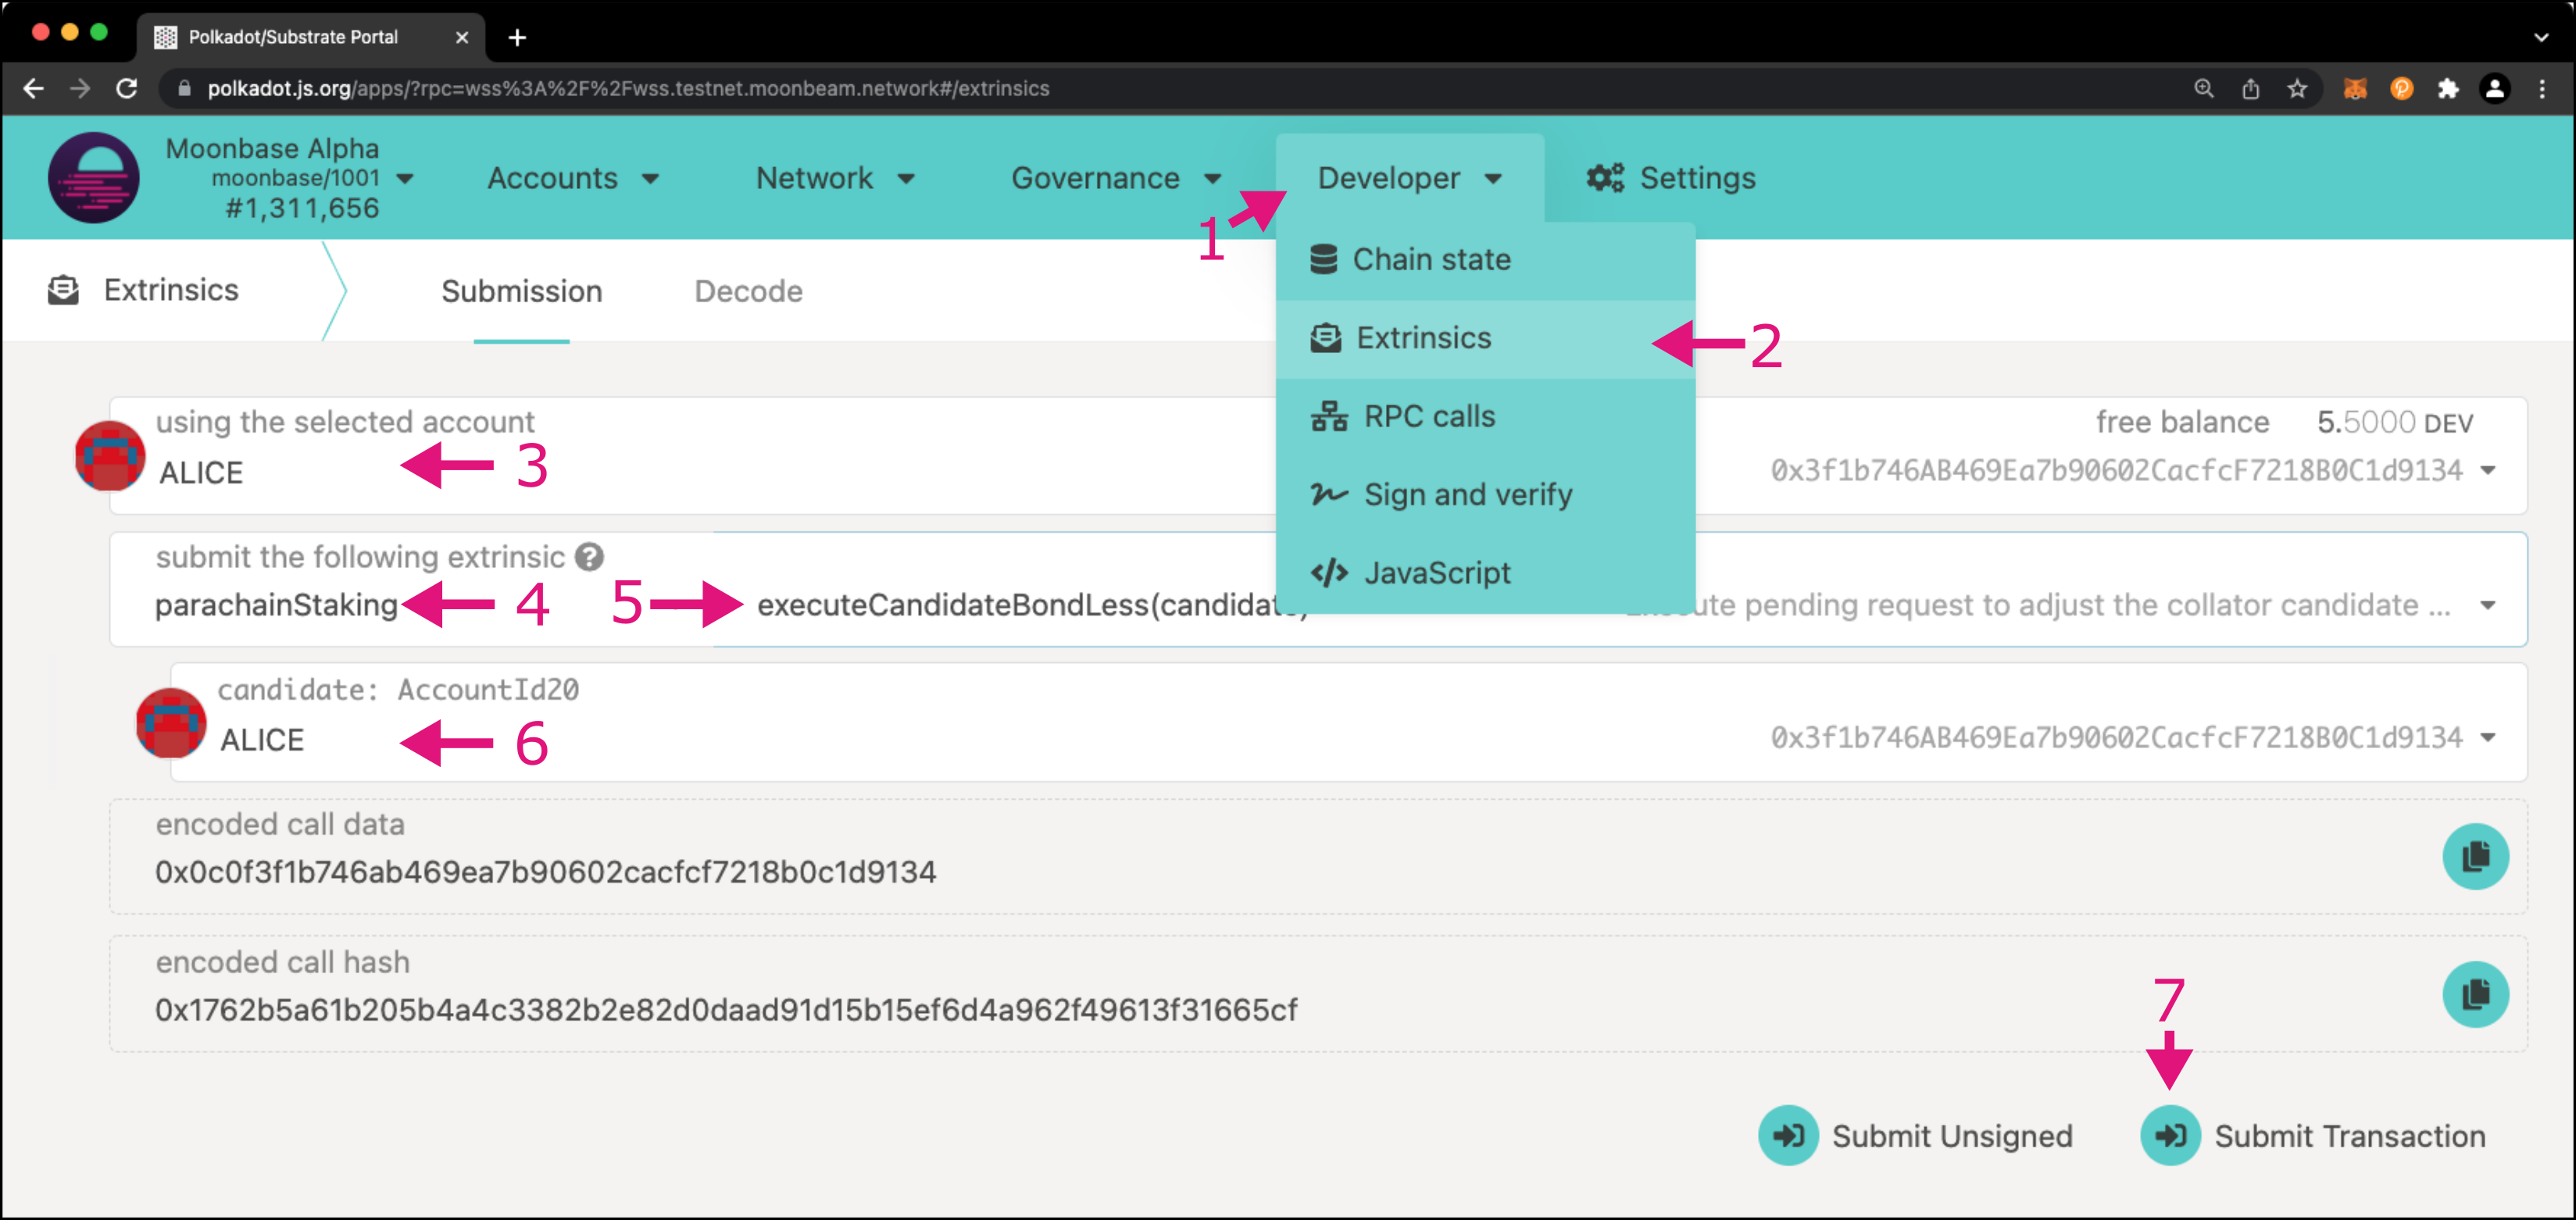 Polkadot/Substrate Portal
polkadot.js.org/apps/?rpc=wss%3A%2F%2Fwss.testnet.moonbeam.network#/extrinsics
Moonbase Alpha
moonbase/1001
#1,311,656
Accounts
Network
Governance
Developer
Settings
1
Extrinsics
Submission
Decode
Chain state
Extrinsics
2
RPC calls
Sign and verify
JavaScript
using the selected account
ALICE
3
free balance 5.5000 DEV
0x3f1b746AB469Ea7b90602CacfcF7218B0C1d9134
submit the following extrinsic ?
parachainStaking
4
5
executeCandidateBondLess(candidate)
pending request to adjust the collator candidate ...
candidate: AccountId20
ALICE
6
0x3f1b746AB469Ea7b90602CacfcF7218B0C1d9134
encoded call data
0x0c0f3f1b746ab469ea7b90602cacfcf7218b0c1d9134
encoded call hash
0x1762b5a61b205b4a4c3382b2e82d0daad91d15b15ef6d4a962f49613f31665cf
7
Submit Unsigned
Submit Transaction